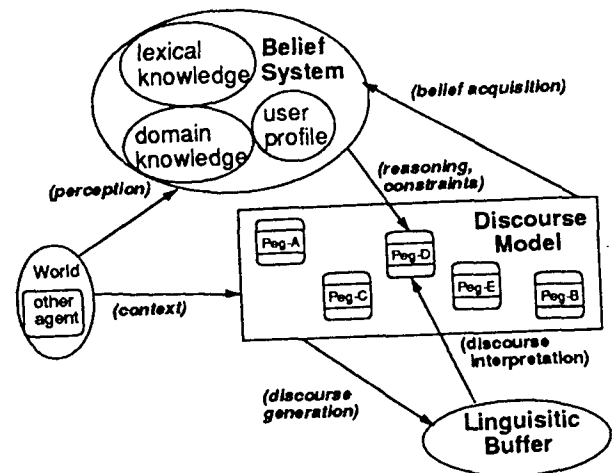 lexical
knowledge
Belief
System
domain
knowledge
user
profile
(belief acquisition)
(perception)
(reasoning,
constraints)
Discourse
Model
Peg-A
Peg-D
Peg-C
Peg-E
Peg-B
World
other
agent
(context)
(discourse
interpretation)
(discourse
generation)
Linguisitic
Buffer